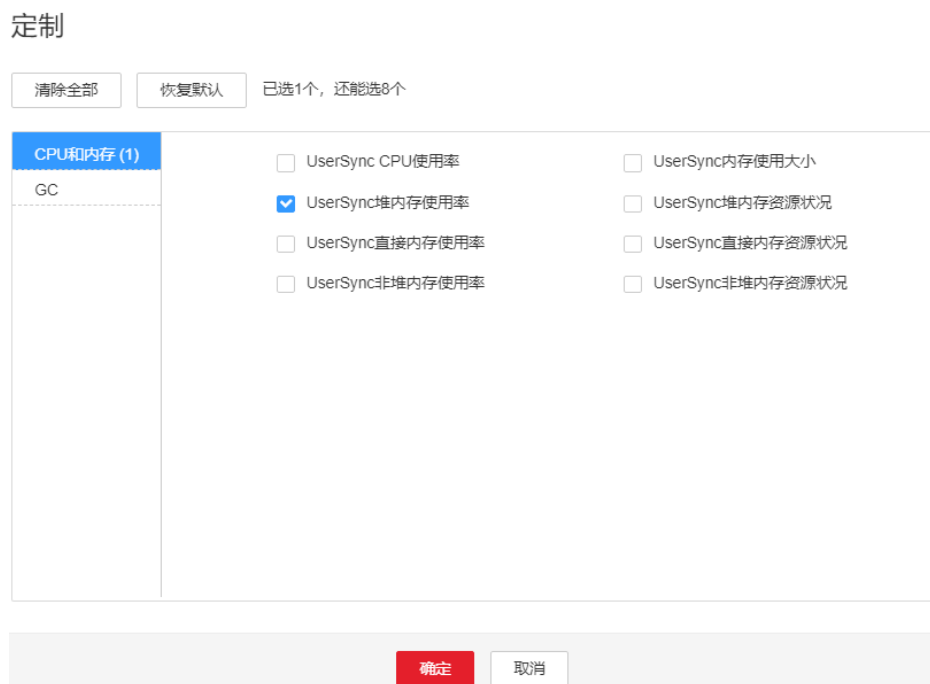 定制
清除全部 恢复默认 已选1个，还能选8个
CPU和内存 (1)
GC
UserSync CPU使用率 UserSync内存使用大小
UserSync堆内存使用率 UserSync堆内存资源状况
UserSync直接内存使用率 UserSync直接内存资源状况
UserSync非堆内存使用率 UserSync非堆内存资源状况
确定 取消